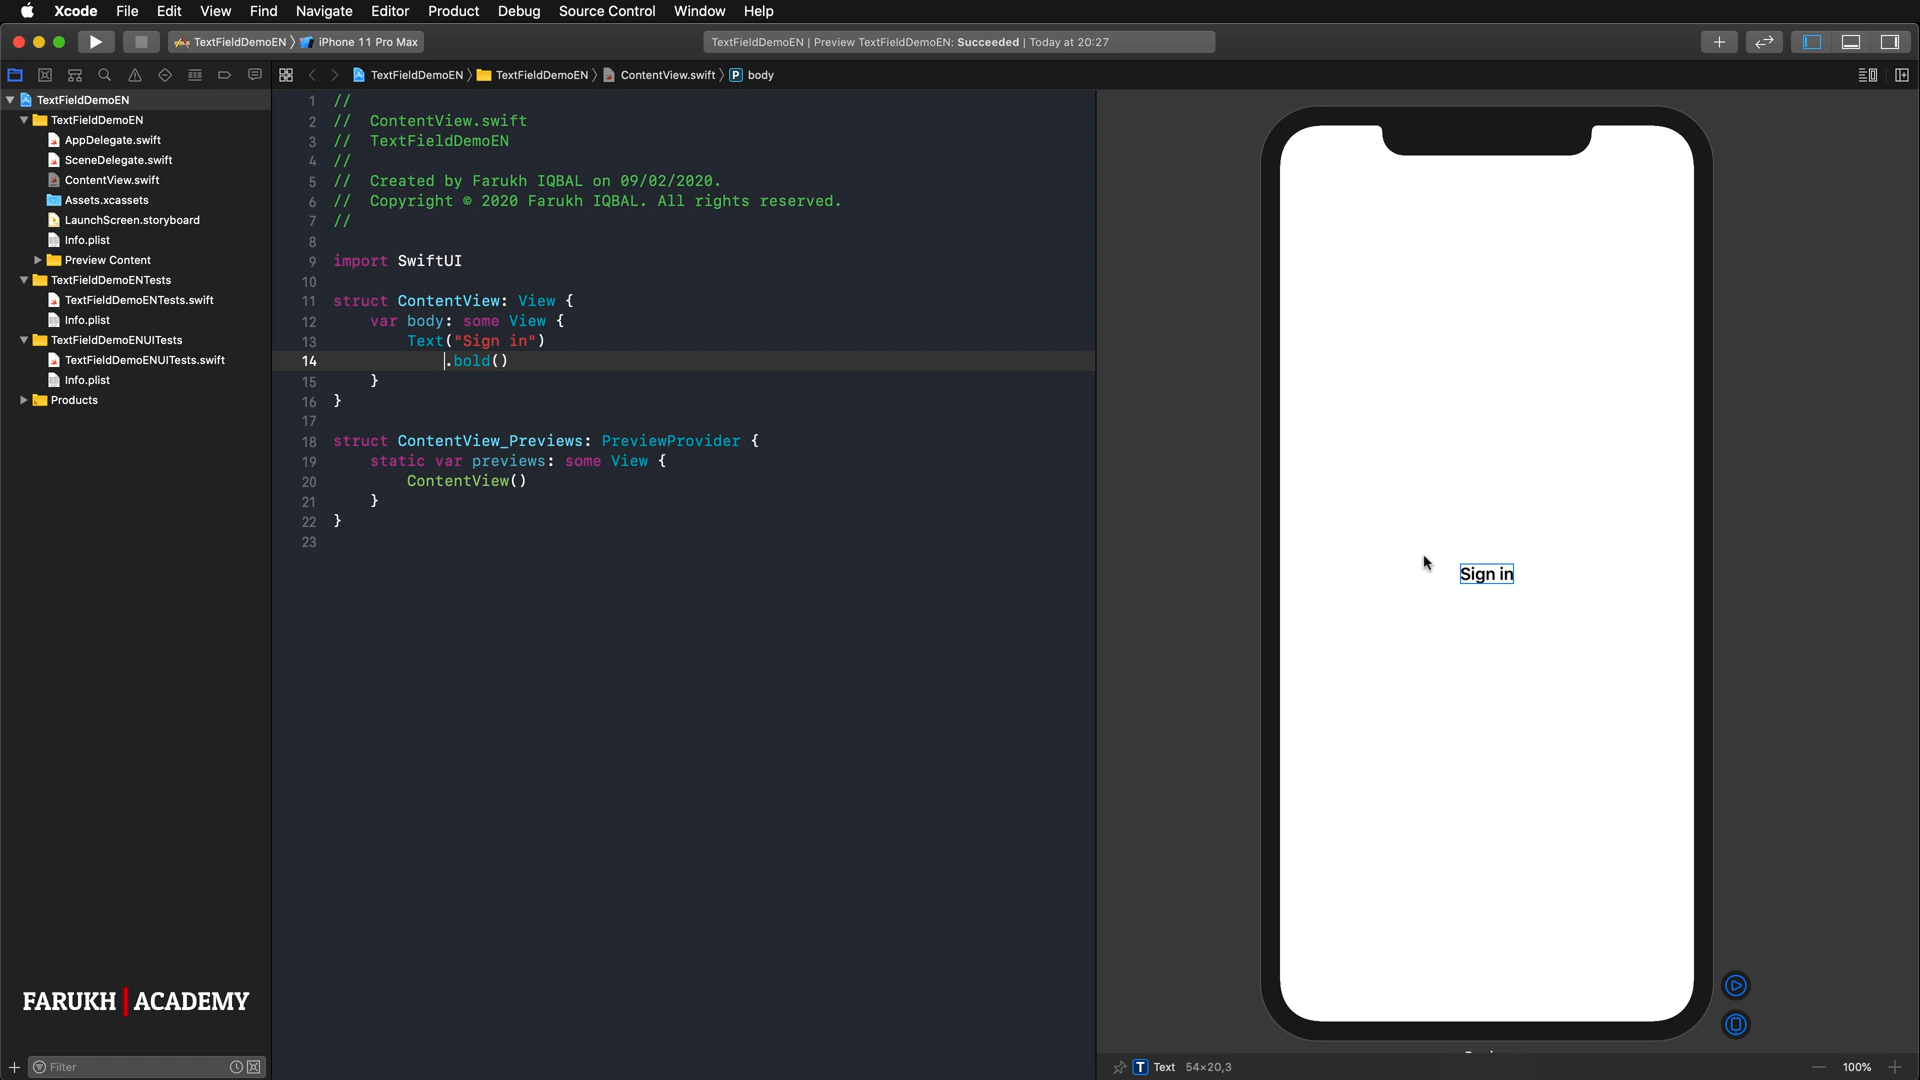 Xcode File Edit View Find Navigate Editor Product Debug Source Control Window Help
TextFieldDemoEN 〉 iPhone 11 Pro Max
TextFieldDemoEN | Preview TextFieldDemoEN: Succeeded | Today at 20:27
TextFieldDemoEN 〉 TextFieldDemoEN 〉 ContentView.swift 〉 P body
TextFieldDemoEN
TextFieldDemoEN
AppDelegate.swift
SceneDelegate.swift
ContentView.swift
Assets.xcassets
LaunchScreen.storyboard
Info.plist
Preview Content
TextFieldDemoENTests
TextFieldDemoENTests.swift
Info.plist
TextFieldDemoENUITests
TextFieldDemoENUITests.swift
Info.plist
Products
FARUKH | ACADEMY
Filter
1 //
2 //  ContentView.swift
3 //  TextFieldDemoEN
4 //
5 //  Created by Farukh IQBAL on 09/02/2020.
6 //  Copyright © 2020 Farukh IQBAL. All rights reserved.
7 //
8
9 import SwiftUI
10
11 struct ContentView: View {
12     var body: some View {
13         Text("Sign in")
14             .bold()
15     }
16 }
17
18 struct ContentView_Previews: PreviewProvider {
19     static var previews: some View {
20         ContentView()
21     }
22 }
23
Sign in
T Text 54×20,3
100%